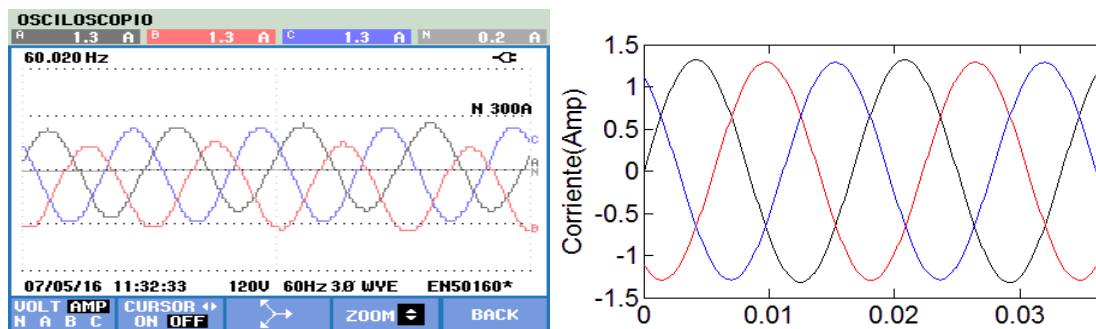 OSCILOSCOPIO
A 1.3 A B 1.3 A C 1.3 A N 0.2 A
60.020 Hz
N 300A
C
A
N
B
07/05/16 11:32:33 120V 60Hz 3Ø WYE EN50160*
VOLT AMP
N A B C
CURSOR
ON OFF
ZOOM
BACK
Corriente(Amp)
1.5
1
0.5
0
-0.5
-1
-1.5
0 0.01 0.02 0.03